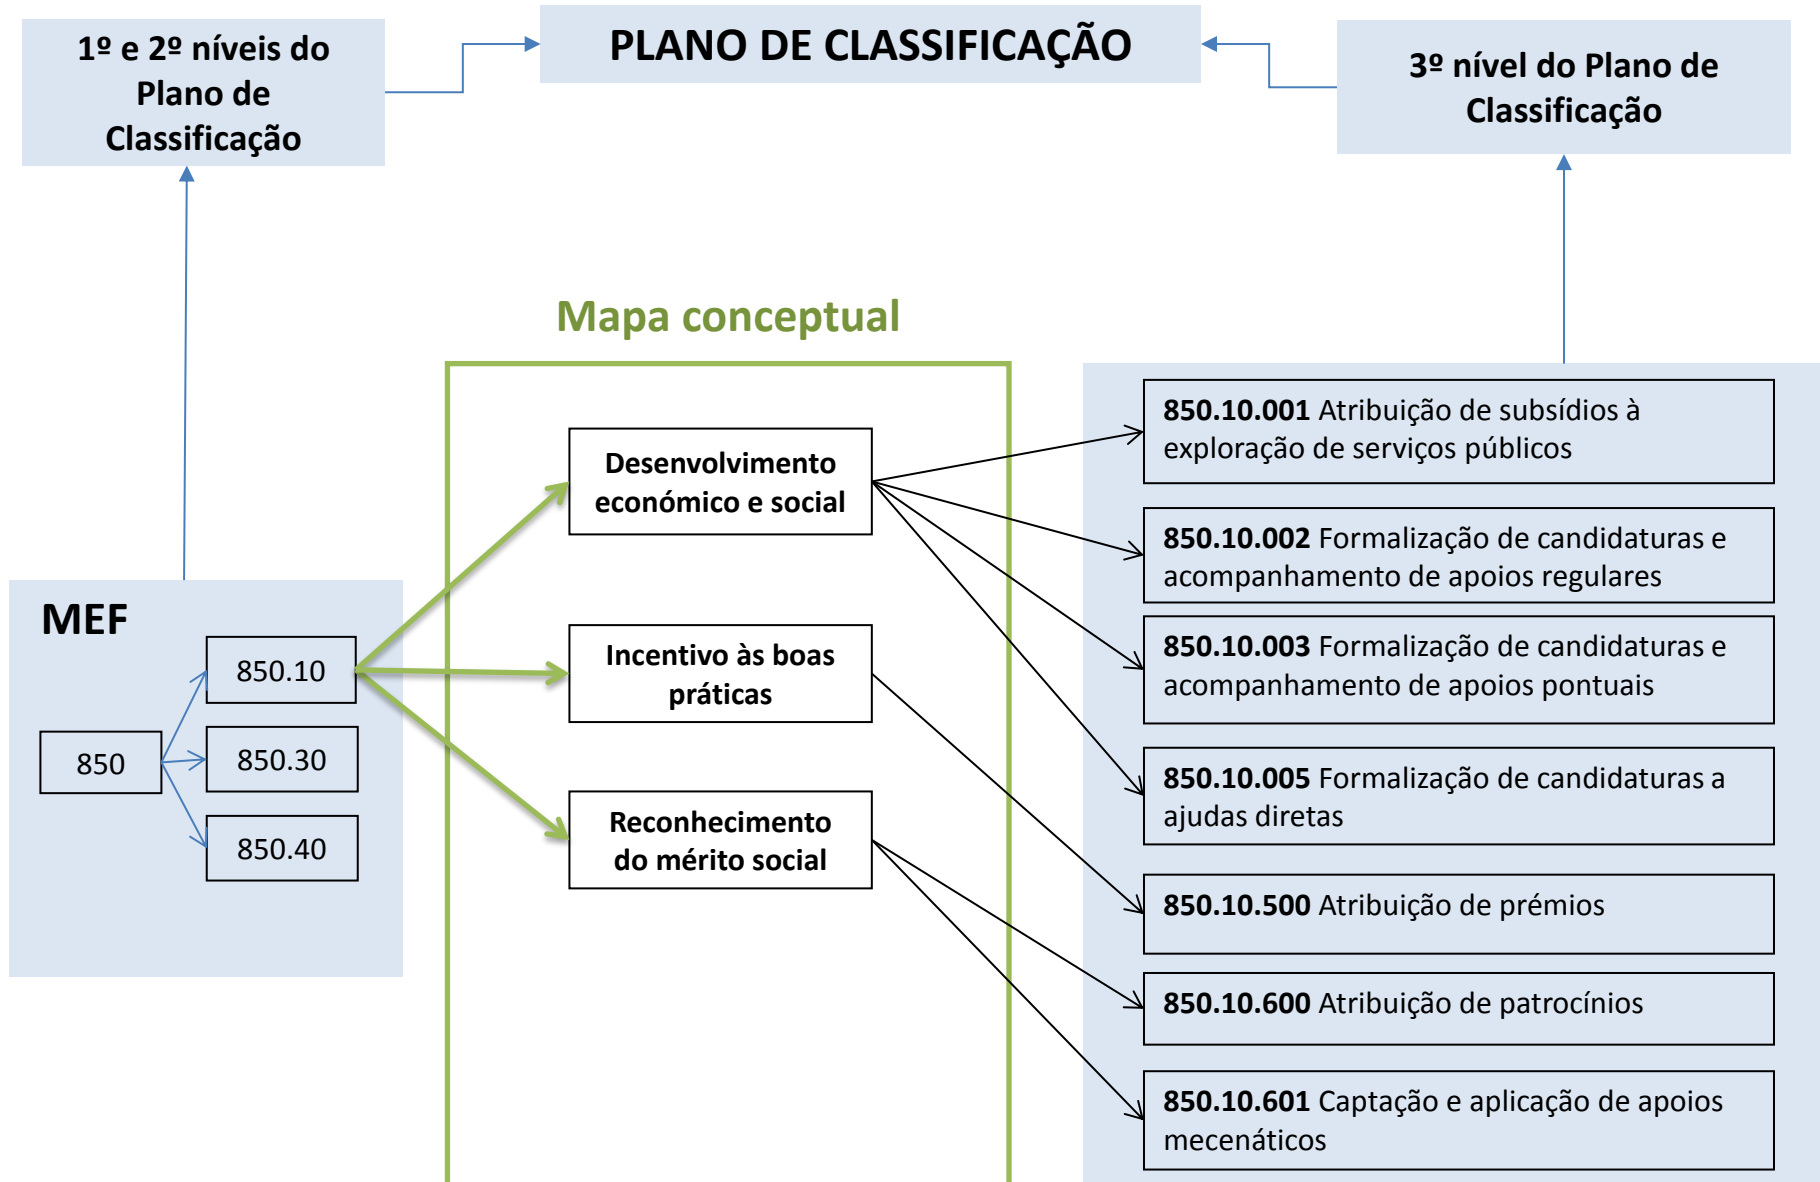 1º e 2º níveis do
Plano de
Classificação
PLANO DE CLASSIFICAÇÃO
3º nível do Plano de
Classificação
Mapa conceptual
MEF
850
850.10
850.30
850.40
Desenvolvimento
económico e social
Incentivo às boas
práticas
Reconhecimento
do mérito social
850.10.001 Atribuição de subsídios à
exploração de serviços públicos
850.10.002 Formalização de candidaturas e
acompanhamento de apoios regulares
850.10.003 Formalização de candidaturas e
acompanhamento de apoios pontuais
850.10.005 Formalização de candidaturas a
ajudas diretas
850.10.500 Atribuição de prémios
850.10.600 Atribuição de patrocínios
850.10.601 Captação e aplicação de apoios
mecenáticos